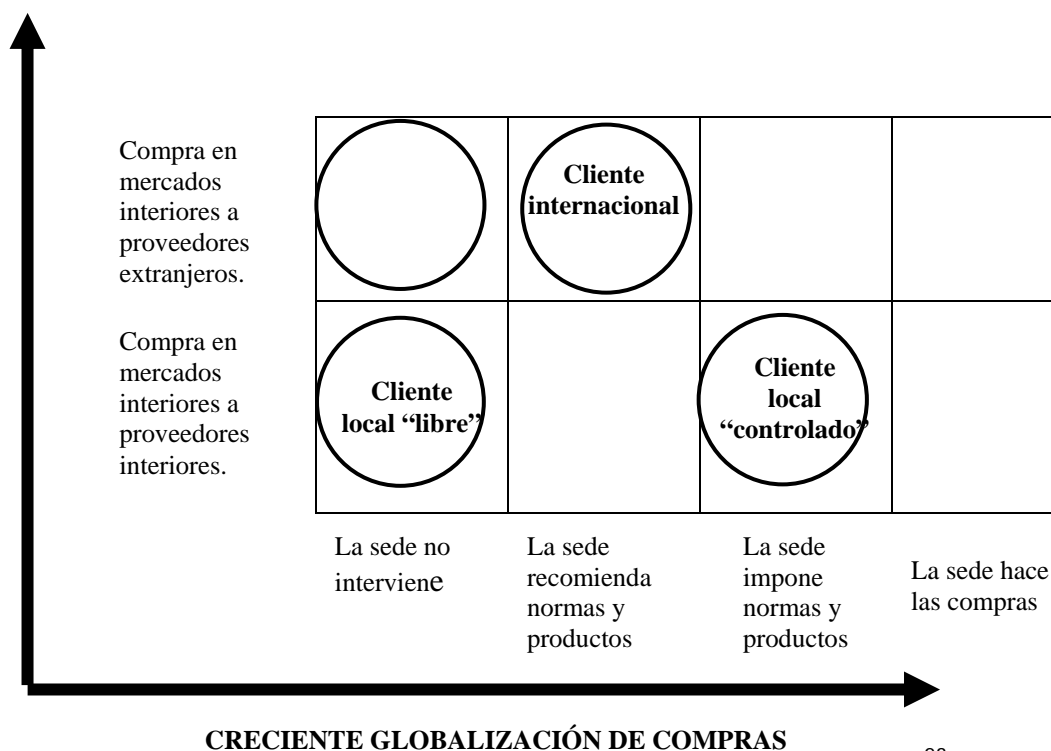 Compra en
mercados
interiores a
proveedores
extranjeros.
Cliente
internacional
Compra en
mercados
interiores a
proveedores
interiores.
Cliente
local “libre”
Cliente
local
“controlado”
La sede no
interviene
La sede
recomienda
normas y
productos
La sede
impone
normas y
productos
La sede hace
las compras
CRECIENTE GLOBALIZACIÓN DE COMPRAS